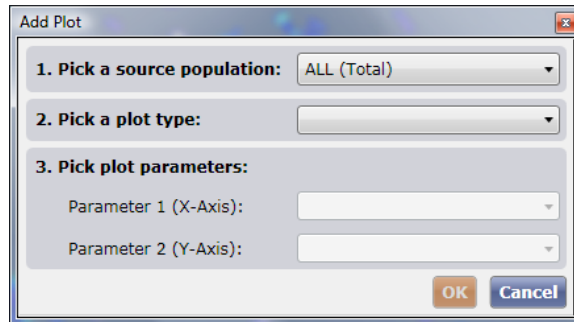 Add Plot
1. Pick a source population: ALL (Total)
2. Pick a plot type:
3. Pick plot parameters:
Parameter 1 (X-Axis):
Parameter 2 (Y-Axis):
OK Cancel